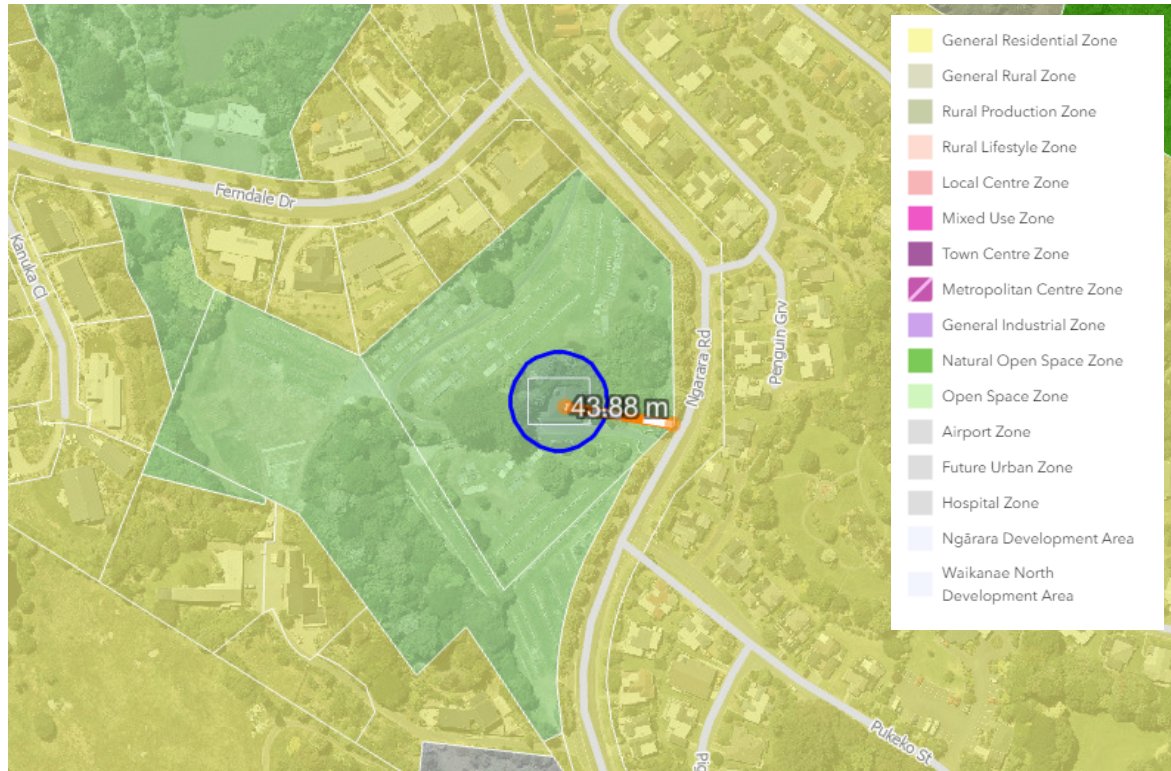 Ferndale Dr
Kanuka Cl
Ngarara Rd
Penguin Grv
43.88 m
Pukeko St
General Residential Zone
General Rural Zone
Rural Production Zone
Rural Lifestyle Zone
Local Centre Zone
Mixed Use Zone
Town Centre Zone
Metropolitan Centre Zone
General Industrial Zone
Natural Open Space Zone
Open Space Zone
Airport Zone
Future Urban Zone
Hospital Zone
Ngārara Development Area
Waikanae North
Development Area